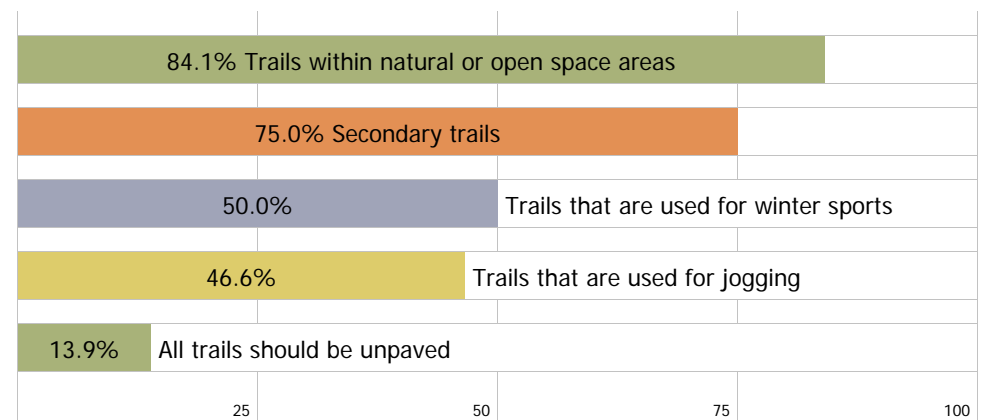 84.1% Trails within natural or open space areas
75.0% Secondary trails
50.0% Trails that are used for winter sports
46.6% Trails that are used for jogging
13.9% All trails should be unpaved
25 50 75 100